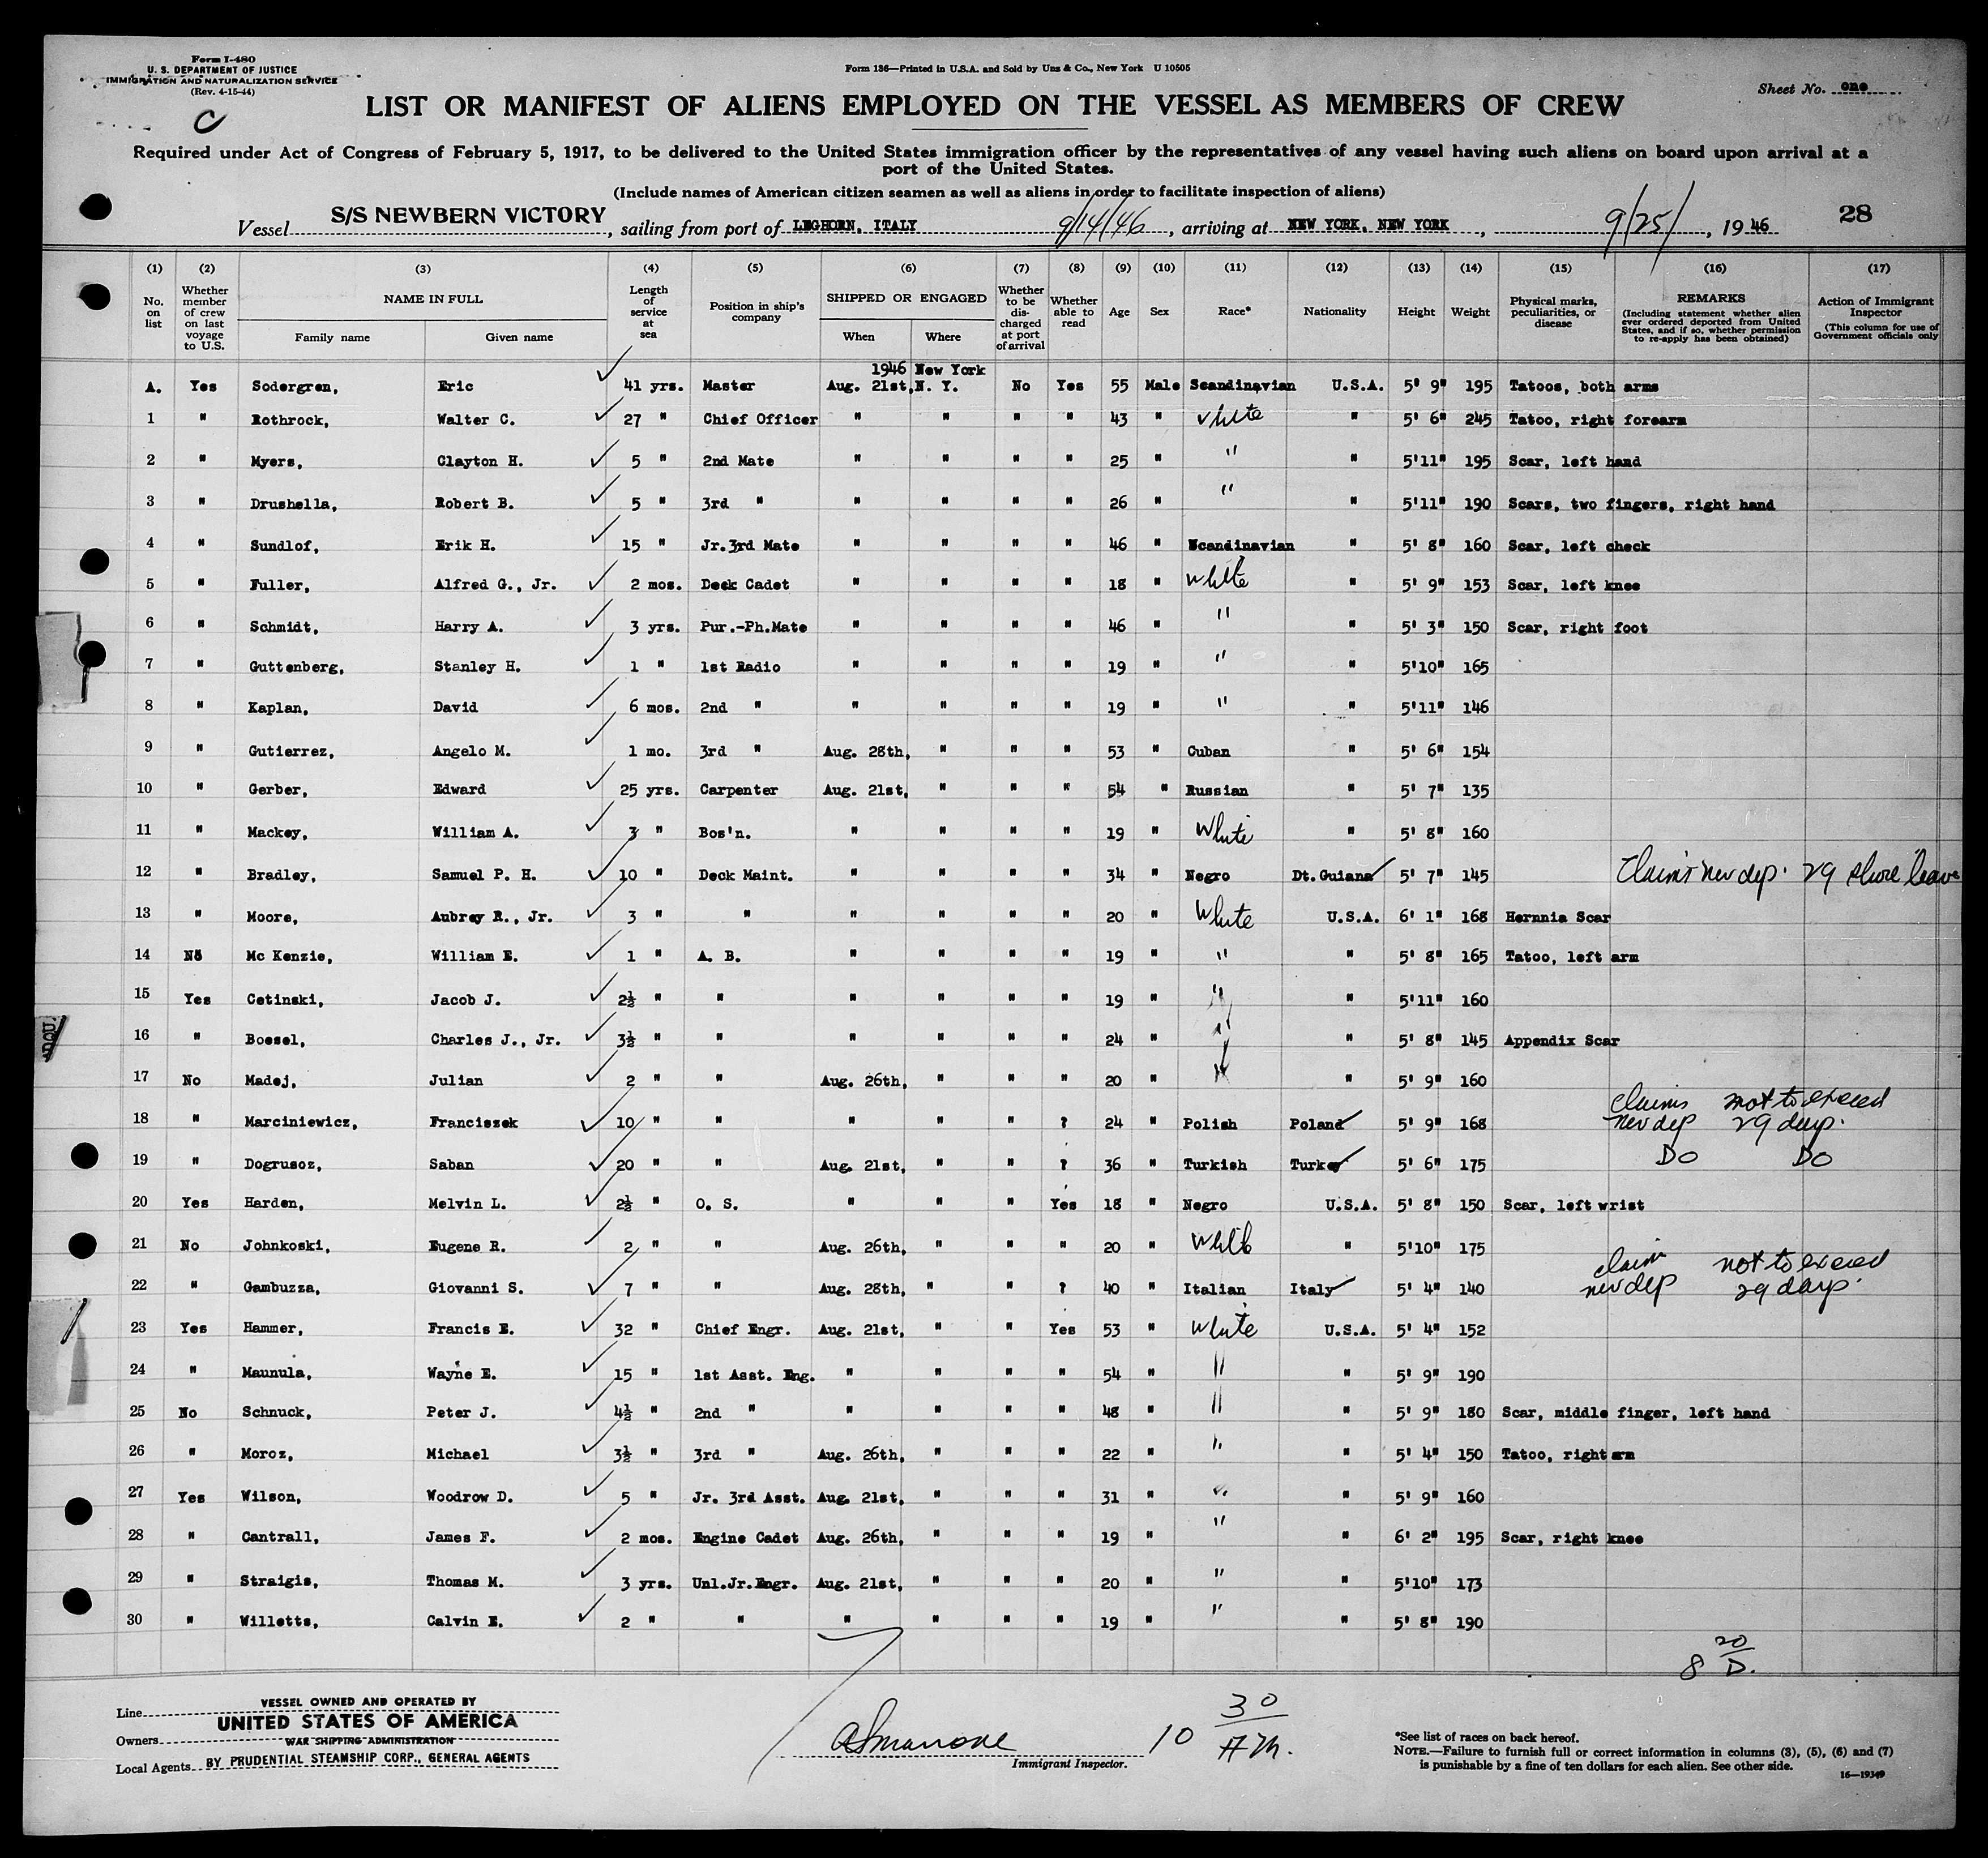 Form I-480
U. S. DEPARTMENT OF JUSTICE
IMMIGRATION AND NATURALIZATION SERVICE
(Rev. 4-15-44)
C
Form 136—Printed in U.S.A. and Sold by Unz & Co., New York U 10505
Sheet No. one
LIST OR MANIFEST OF ALIENS EMPLOYED ON THE VESSEL AS MEMBERS OF CREW
Required under Act of Congress of February 5, 1917, to be delivered to the United States immigration officer by the representatives of any vessel having such aliens on board upon arrival at a
port of the United States.
(Include names of American citizen seamen as well as aliens in order to facilitate inspection of aliens)
Vessel S/S NEWBERN VICTORY, sailing from port of LEGHORN, ITALY 9/14/46, arriving at NEW YORK, NEW YORK, 9/25/, 1946 28
(1) (2) (3) (4) (5) (6) (7) (8) (9) (10) (11) (12) (13) (14) (15) (16) (17)
No. on list
Whether member of crew on last voyage to U.S.
NAME IN FULL
Family name Given name
Length of service at sea
Position in ship's company
SHIPPED OR ENGAGED
When Where
Whether to be discharged at port of arrival
Whether able to read
Age
Sex
Race*
Nationality
Height
Weight
Physical marks, peculiarities, or disease
REMARKS
(Including statement whether alien ever ordered deported from United States, and if so, whether permission to re-apply has been obtained)
Action of Immigrant Inspector
(This column for use of Government officials only
1946 New York
A. Yes Sodergren, Eric 41 yrs. Master Aug. 21st, N. Y. No Yes 55 Male Scandinavian U.S.A. 5' 9" 195 Tatoos, both arms
1 " Rothrock, Walter C. 27 " Chief Officer " " " " 43 " White " 5' 6" 245 Tatoo, right forearm
2 " Myers, Clayton H. 5 " 2nd Mate " " " " 25 " " " 5'11" 195 Scar, left hand
3 " Drushella, Robert B. 5 " 3rd " " " " " 26 " " " 5'11" 190 Scars, two fingers, right hand
4 " Sundlof, Erik H. 15 " Jr.3rd Mate " " " " 46 " Scandinavian " 5' 8" 160 Scar, left cheek
5 " Fuller, Alfred G., Jr. 2 mos. Deck Cadet " " " " 18 " White " 5' 9" 153 Scar, left knee
6 " Schmidt, Harry A. 3 yrs. Pur.-Ph.Mate " " " " 46 " " " 5' 3" 150 Scar, right foot
7 " Guttenberg, Stanley H. 1 " 1st Radio " " " " 19 " " " 5'10" 165
8 " Kaplan, David 6 mos. 2nd " " " " " 19 " " " 5'11" 146
9 " Gutierrez, Angelo M. 1 mo. 3rd " Aug. 28th, " " " 53 " Cuban " 5' 6" 154
10 " Gerber, Edward 25 yrs. Carpenter Aug. 21st, " " " 54 " Russian " 5' 7" 135
11 " Mackey, William A. 3 " Bos'n. " " " " 19 " White " 5' 8" 160
12 " Bradley, Samuel P. H. 10 " Deck Maint. " " " " 34 " Negro Dt. Guiana 5' 7" 145 Claims nev dep. 29 shore leave
13 " Moore, Aubrey R., Jr. 3 " " " " " " 20 " White U.S.A. 6' 1" 168 Hernnia Scar
14 No Mc Kenzie, William E. 1 " A. B. " " " " 19 " " " 5' 8" 165 Tatoo, left arm
15 Yes Cetinski, Jacob J. 2½ " " " " " " 19 " " " 5'11" 160
16 " Boesel, Charles J., Jr. 3½ " " " " " " 24 " " " 5' 8" 145 Appendix Scar
17 No Madej, Julian 2 " " Aug. 26th, " " " 20 " " " 5' 9" 160
18 " Marciniewicz, Franciszek 10 " " " " " ? 24 " Polish Poland 5' 9" 168 claims nev dep not to exceed 29 days.
19 " Dogrusoz, Saban 20 " " Aug. 21st, " " ? 36 " Turkish Turkey 5' 6" 175 Do Do
20 Yes Harden, Melvin L. 2½ " O. S. " " " Yes 18 " Negro U.S.A. 5' 8" 150 Scar, left wrist
21 No Johnkoski, Eugene R. 2 " " Aug. 26th, " " " 20 " White " 5'10" 175
22 " Gambuzza, Giovanni S. 7 " " Aug. 28th, " " ? 40 " Italian Italy 5' 4" 140 claim nev dep not to exceed 29 days.
23 Yes Hammer, Francis E. 32 " Chief Engr. Aug. 21st, " " Yes 53 " White U.S.A. 5' 4" 152
24 " Maunula, Wayne E. 15 " 1st Asst. Eng. " " " " 54 " " " 5' 9" 190
25 No Schnuck, Peter J. 4½ " 2nd " " " " " 48 " " " 5' 9" 180 Scar, middle finger, left hand
26 " Moroz, Michael 3½ " 3rd " Aug. 26th, " " " 22 " " " 5' 4" 150 Tatoo, right arm
27 Yes Wilson, Woodrow D. 5 " Jr. 3rd Asst. Aug. 21st, " " " 31 " " " 5' 9" 160
28 " Cantrall, James F. 2 mos. Engine Cadet Aug. 26th, " " " 19 " " " 6' 2" 195 Scar, right knee
29 " Straigis, Thomas M. 3 yrs. Unl.Jr.Engr. Aug. 21st, " " " 20 " " " 5'10" 173
30 " Willetts, Calvin E. 2 " " " " " " 19 " " " 5' 8" 190
8 20/D.
Line
Owners
Local Agents
VESSEL OWNED AND OPERATED BY
UNITED STATES OF AMERICA
WAR SHIPPING ADMINISTRATION
BY PRUDENTIAL STEAMSHIP CORP., GENERAL AGENTS
Immigrant Inspector.
10 30/AM.
*See list of races on back hereof.
NOTE.—Failure to furnish full or correct information in columns (3), (5), (6) and (7)
is punishable by a fine of ten dollars for each alien. See other side.
16—19349